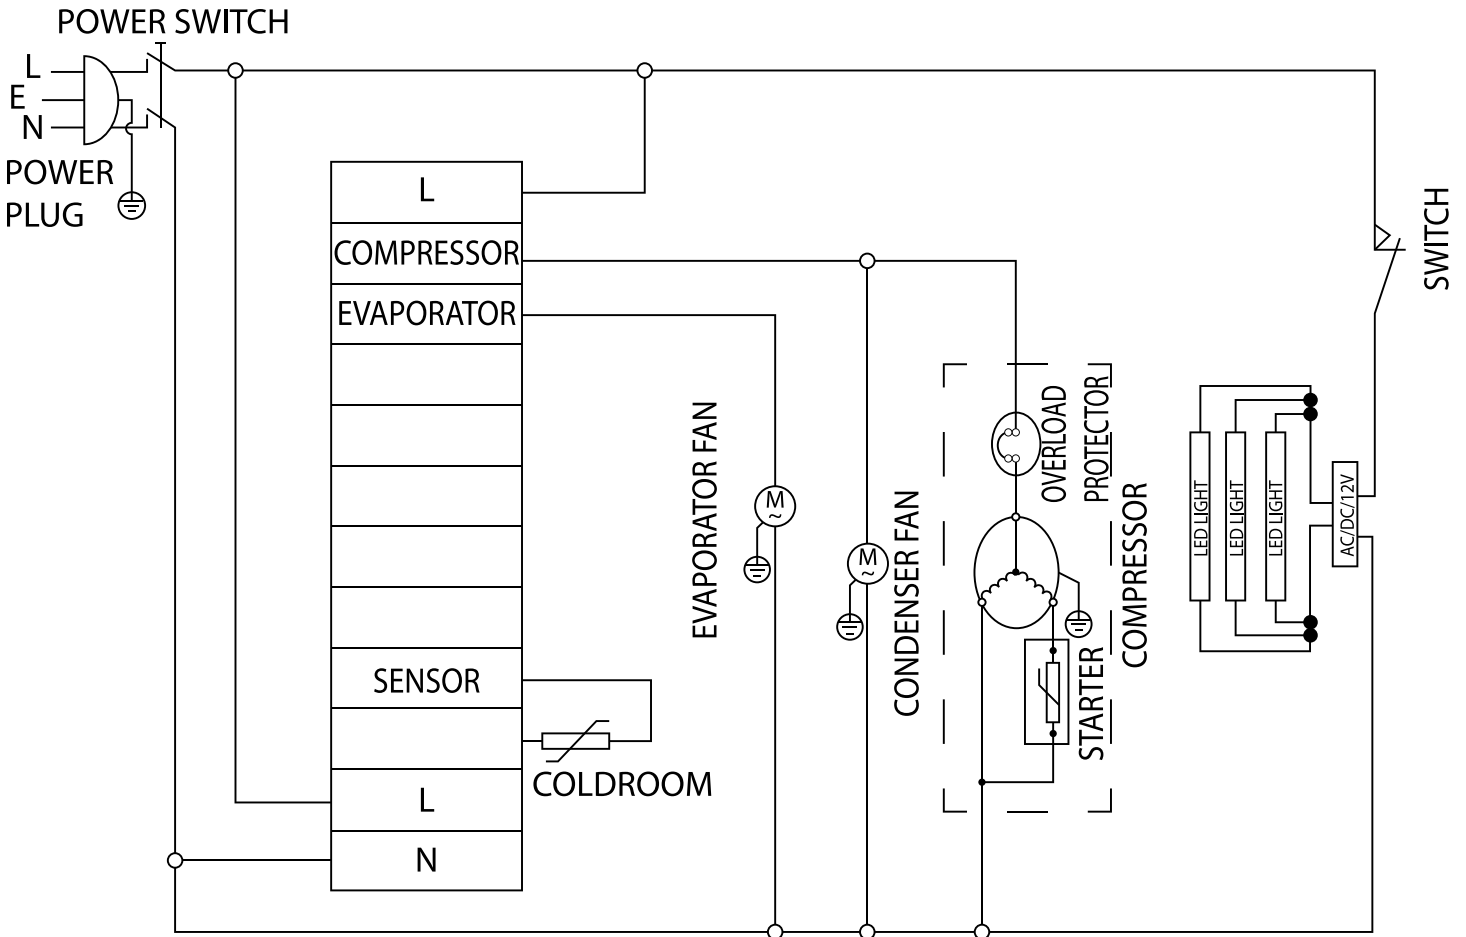 POWER SWITCH
L
E
N
POWER
PLUG
L
COMPRESSOR
EVAPORATOR
SENSOR
L
N
COLDROOM
EVAPORATOR FAN
M
~
CONDENSER FAN
M
~
OVERLOAD
PROTECTOR
COMPRESSOR
STARTER
LED LIGHT
LED LIGHT
LED LIGHT
AC/DC/12V
SWITCH